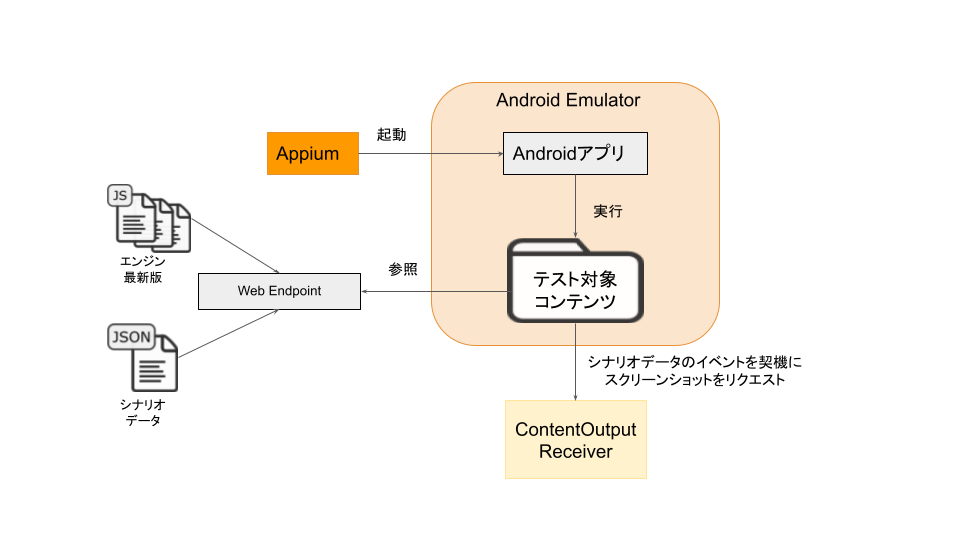 Android Emulator
Appium
起動
Androidアプリ
実行
JS
エンジン
最新版
Web Endpoint
参照
テスト対象
コンテンツ
JSON
シナリオ
データ
シナリオデータのイベントを契機に
スクリーンショットをリクエスト
ContentOutput
Receiver